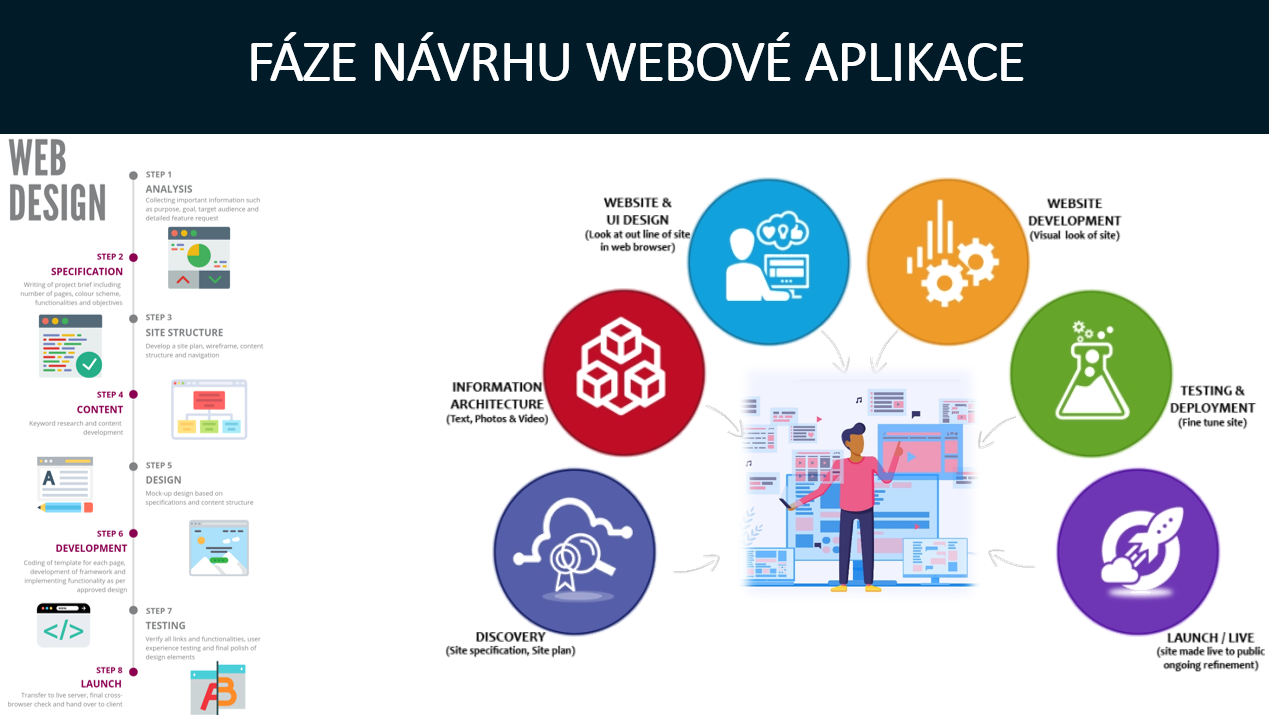 FÁZE NÁVRHU WEBOVÉ APLIKACE
WEB
DESIGN
STEP 1
ANALYSIS
Collecting important information such
as purpose, goal, target audience and
detailed feature request
STEP 2
SPECIFICATION
Writing of project brief including
number of pages, colour scheme,
functionalities and objectives
STEP 3
SITE STRUCTURE
Develop a site plan, wireframe, content
structure and navigation
STEP 4
CONTENT
Keyword research and content
development
A
STEP 5
DESIGN
Mock-up design based on
specifications and content structure
STEP 6
DEVELOPMENT
Coding of template for each page,
development of framework and
implementing functionality as per
approved design
</>
STEP 7
TESTING
Verify all links and functionalities, user
experience testing and final polish of
design elements
A B
STEP 8
LAUNCH
Transfer to live server, final cross-
browser check and hand over to client
DISCOVERY
(Site specification, Site plan)
INFORMATION
ARCHITECTURE
(Text, Photos & Video)
WEBSITE &
UI DESIGN
(Look at out line of site
in web browser)
WEBSITE
DEVELOPMENT
(Visual look of site)
TESTING &
DEPLOYMENT
(Fine tune site)
LAUNCH / LIVE
(site made live to public
ongoing refinement)